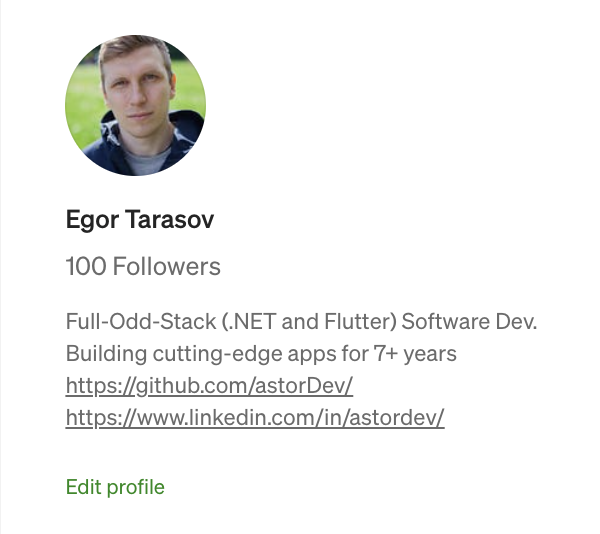 Egor Tarasov
100 Followers
Full-Odd-Stack (.NET and Flutter) Software Dev.
Building cutting-edge apps for 7+ years
https://github.com/astorDev/
https://www.linkedin.com/in/astordev/
Edit profile